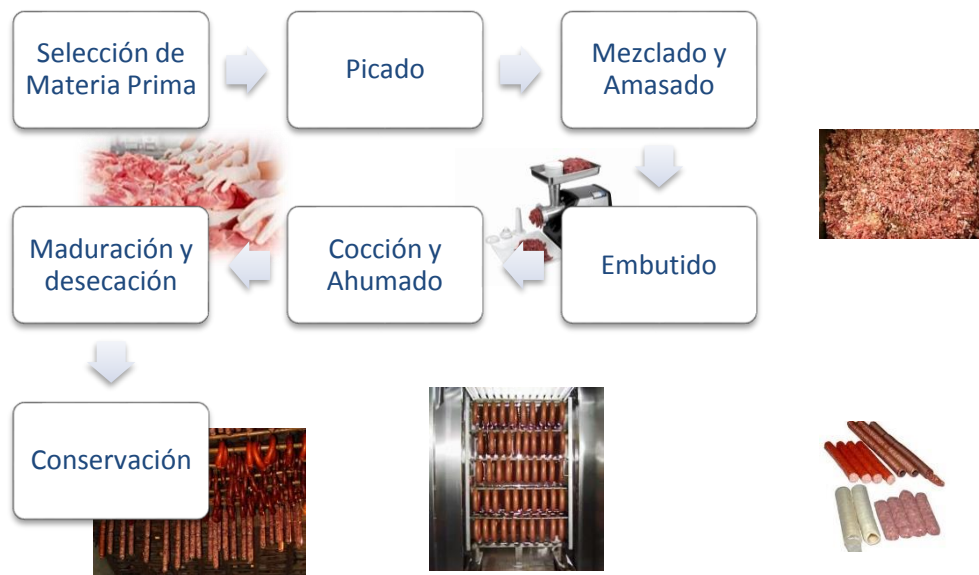 Selección de
Materia Prima
Picado
Mezclado y
Amasado
Embutido
Cocción y
Ahumado
Maduración y
desecación
Conservación